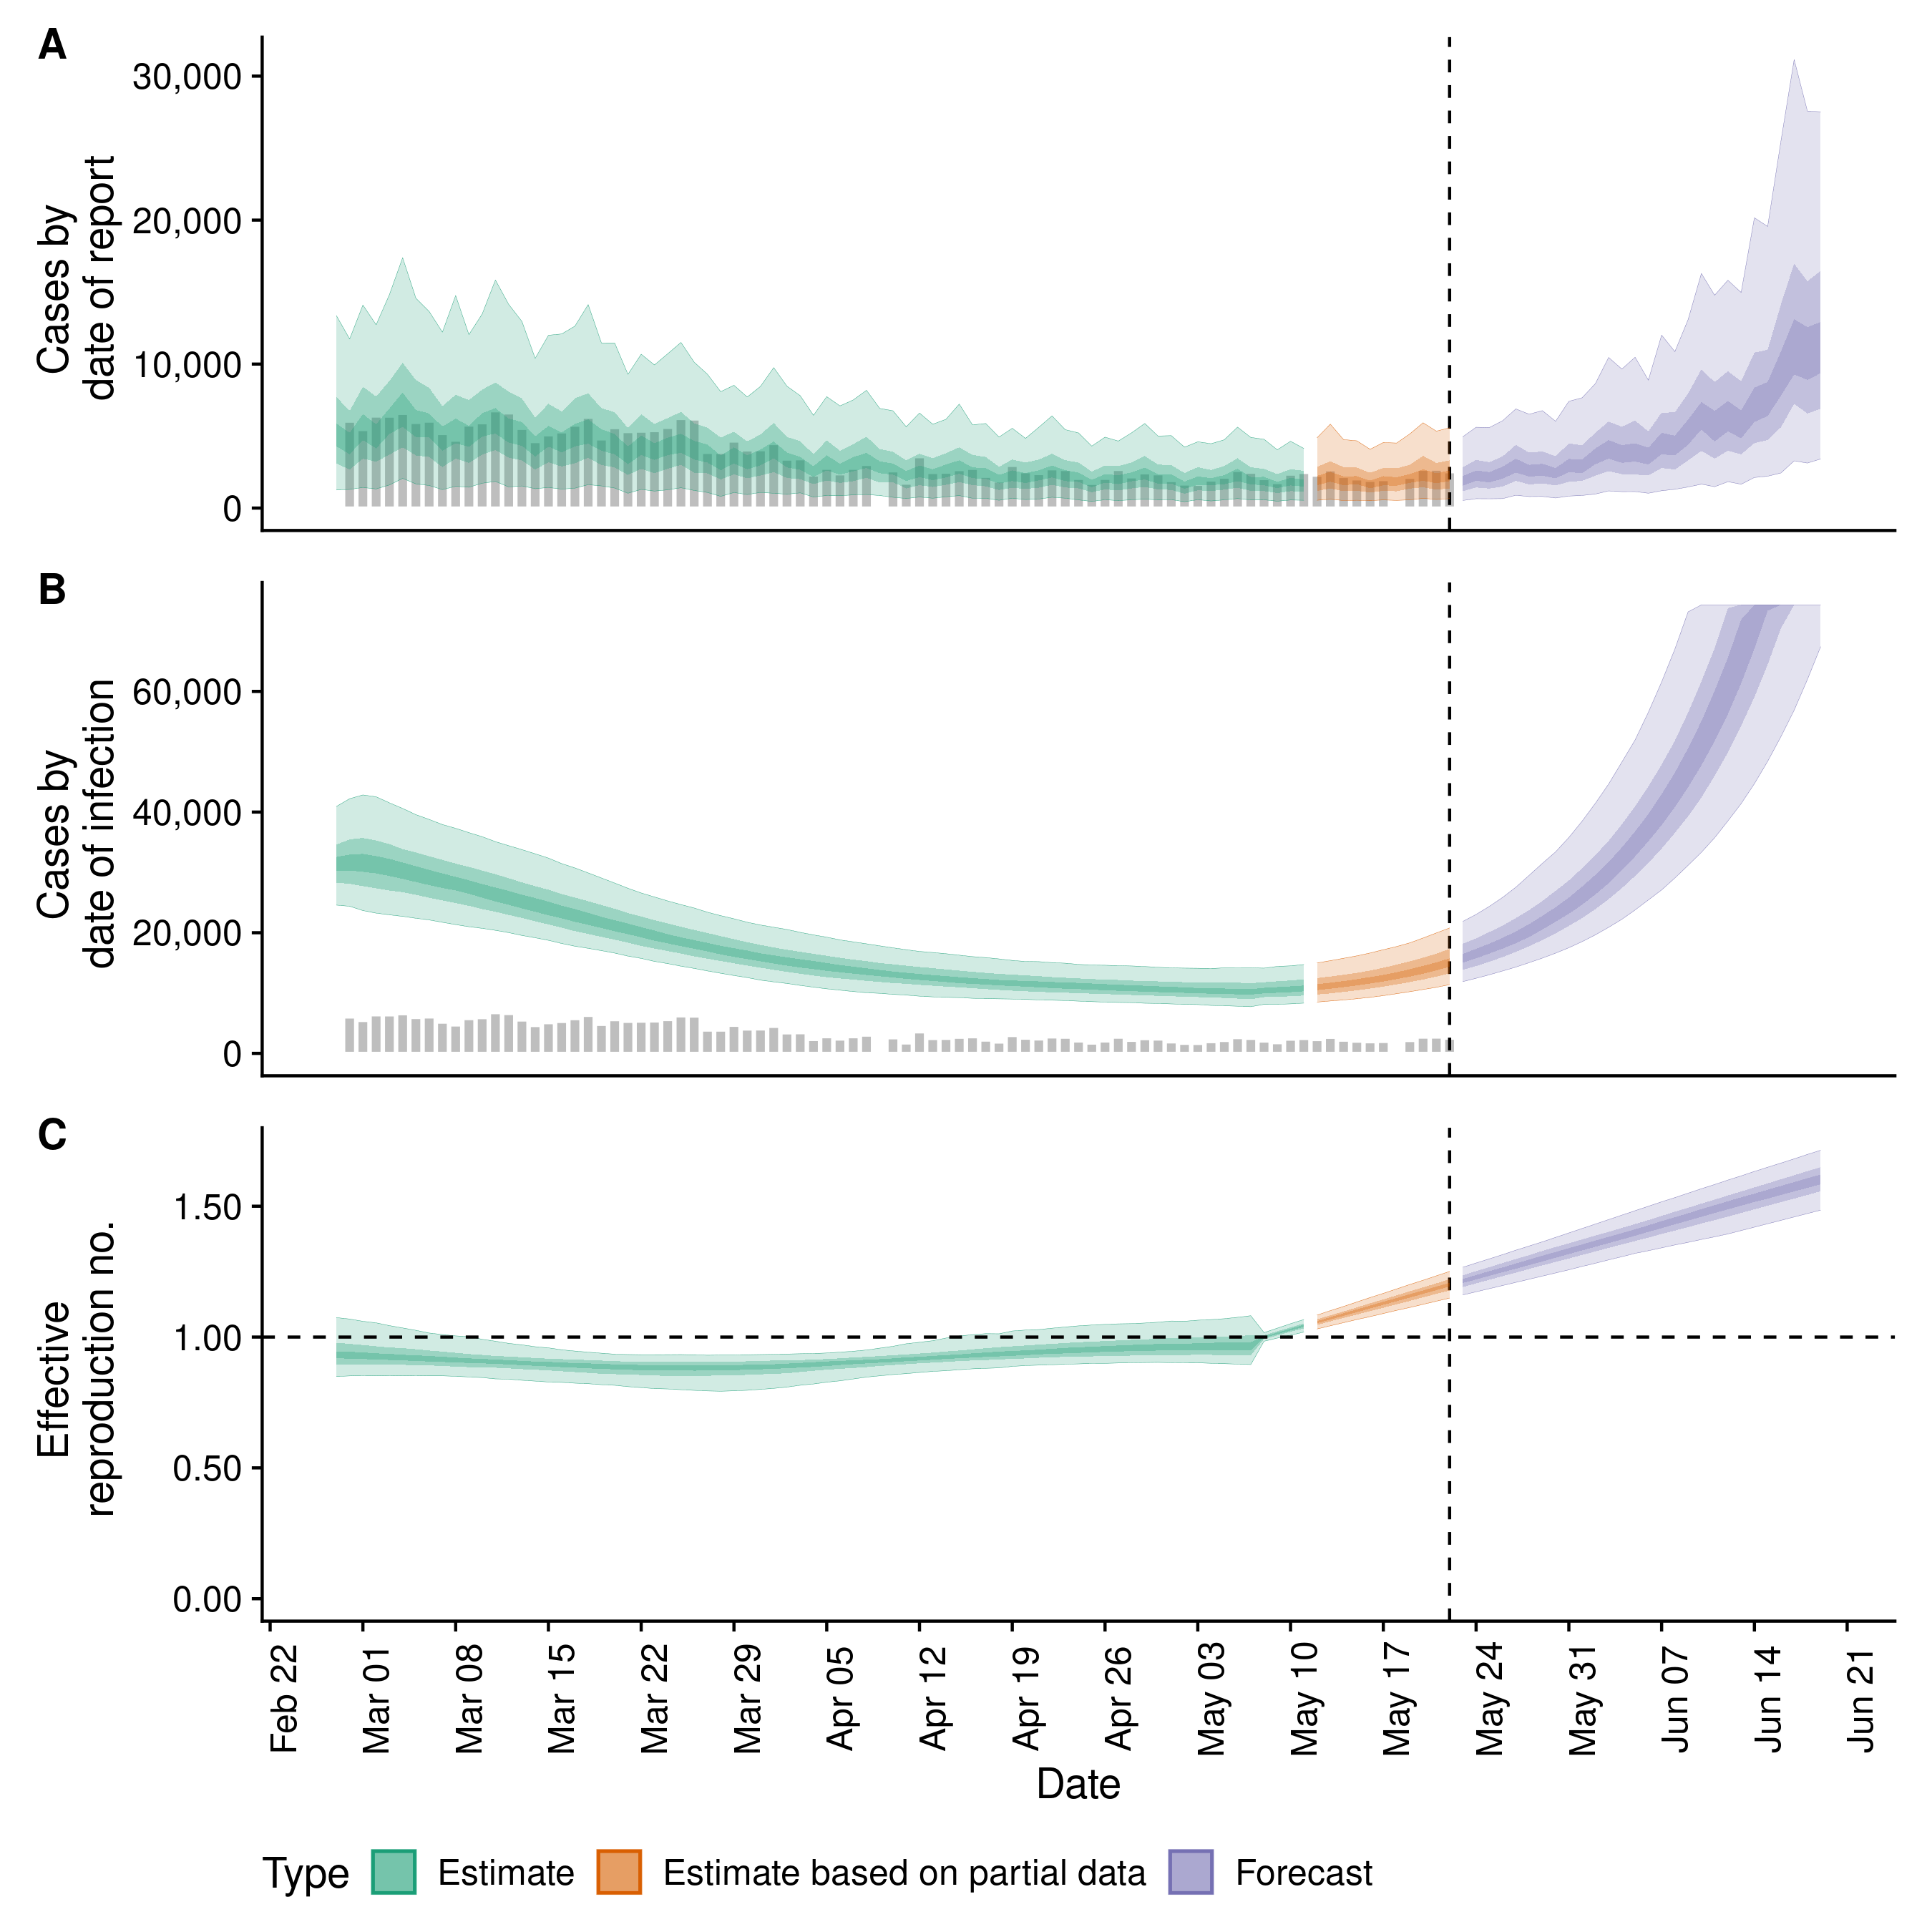 A
Cases by
date of report
30,000
20,000
10,000
0
B
Cases by
date of infection
60,000
40,000
20,000
0
C
Effective
reproduction no.
1.50
1.00
0.50
0.00
Feb 22
Mar 01
Mar 08
Mar 15
Mar 22
Mar 29
Apr 05
Apr 12
Apr 19
Apr 26
May 03
May 10
May 17
May 24
May 31
Jun 07
Jun 14
Jun 21
Date
Type Estimate Estimate based on partial data Forecast